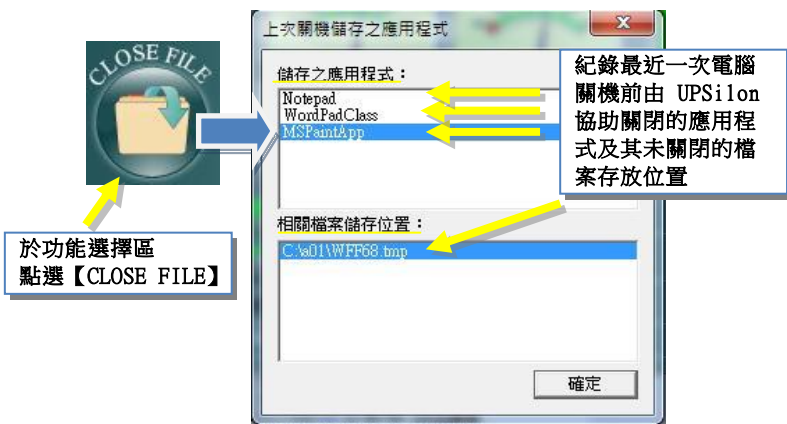 上次關機儲存之應用程式
CLOSE FILE
儲存之應用程式：
Notepad
WordPadClass
MSPaintApp
紀錄最近一次電腦
關機前由 UPSilon
協助關閉的應用程
式及其未關閉的檔
案存放位置
於功能選擇區
點選【CLOSE FILE】
相關檔案儲存位置：
C:\a01\WFF68.tmp
確定